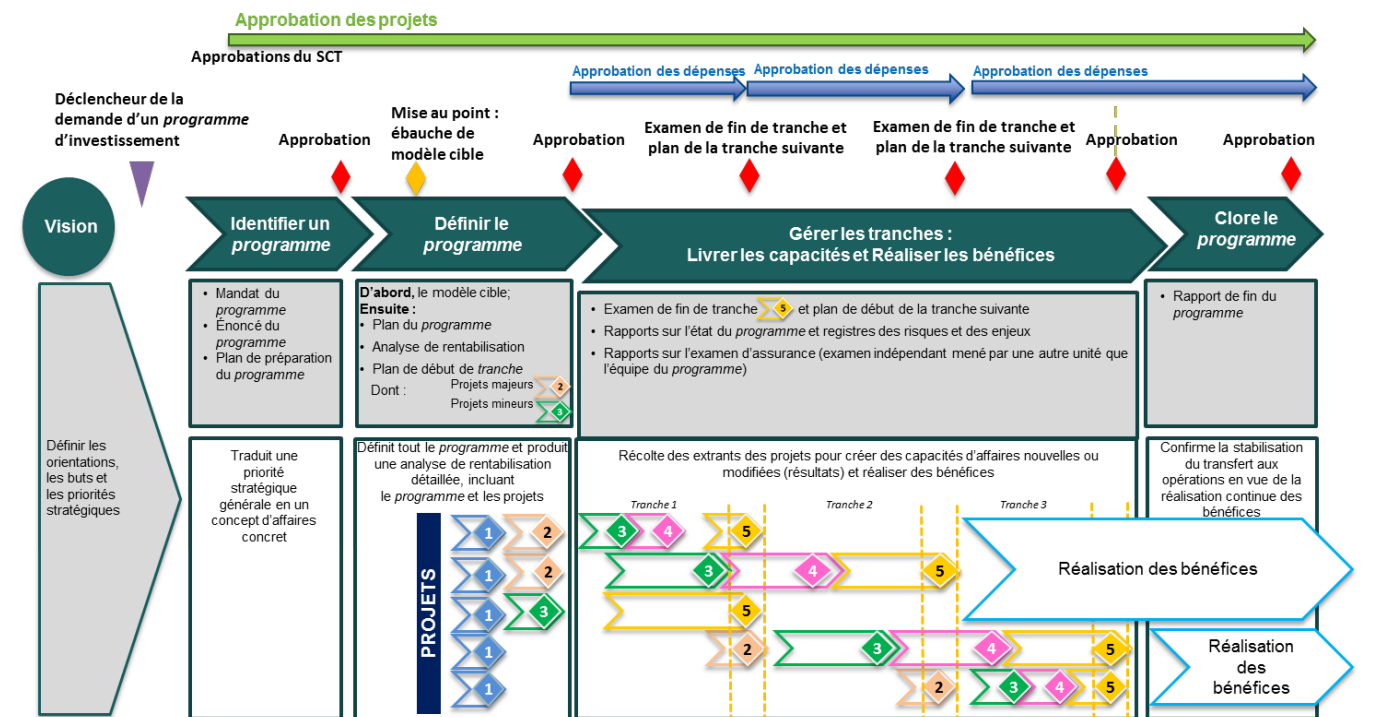 Approbation des projets
Approbations du SCT
Approbation des dépenses
Approbation des dépenses
Approbation des dépenses
Déclencheur de la
demande d'un programme
d'investissement
Approbation
Mise au point :
ébauche de
modèle cible
Approbation
Examen de fin de tranche et
plan de la tranche suivante
Examen de fin de tranche et
plan de la tranche suivante
Approbation
Approbation
Vision
Identifier un
programme
Définir le
programme
Gérer les tranches :
Livrer les capacités et Réaliser les bénéfices
Clore le
programme
Définir les
orientations,
les buts et
les priorités
stratégiques
• Mandat du
programme
• Énoncé du
programme
• Plan de préparation
du programme
D'abord, le modèle cible;
Ensuite :
• Plan du programme
• Analyse de rentabilisation
• Plan de début de tranche
Dont :
Projets majeurs 2
Projets mineurs 3
• Examen de fin de tranche 5 et plan de début de la tranche suivante
• Rapports sur l'état du programme et registres des risques et des enjeux
• Rapports sur l'examen d'assurance (examen indépendant mené par une autre unité que
l'équipe du programme)
• Rapport de fin du
programme
Traduit une
priorité
stratégique
générale en un
concept d'affaires
concret
Définit tout le programme et produit
une analyse de rentabilisation
détaillée, incluant
le programme et les projets
Récolte des extrants des projets pour créer des capacités d'affaires nouvelles ou
modifiées (résultats) et réaliser des bénéfices
Confirme la stabilisation
du transfert aux
opérations en vue de la
réalisation continue des
bénéfices
Tranche 1
Tranche 2
Tranche 3
PROJETS
1 2 3 4 5
1 2 3 4 5
1 3 5
1 2 3 4 5
1 2 3 4 5
Réalisation des bénéfices
Réalisation
des
bénéfices